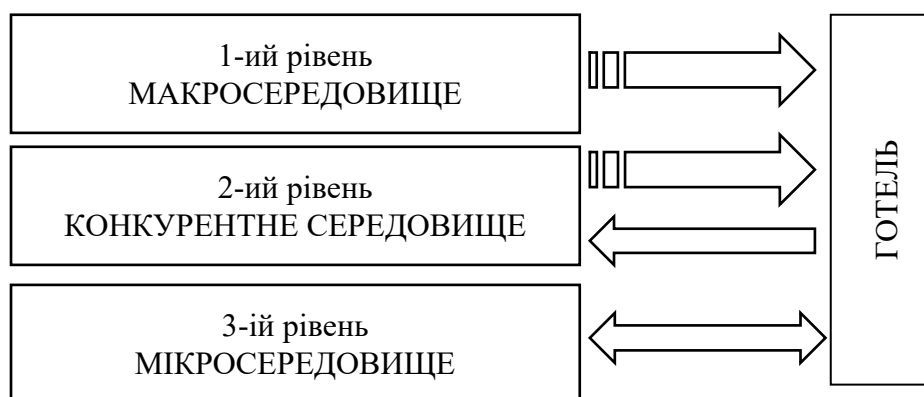 1-ий рівень
МАКРОСЕРЕДОВИЩЕ
2-ий рівень
КОНКУРЕНТНЕ СЕРЕДОВИЩЕ
3-ій рівень
МІКРОСЕРЕДОВИЩЕ
ГОТЕЛЬ